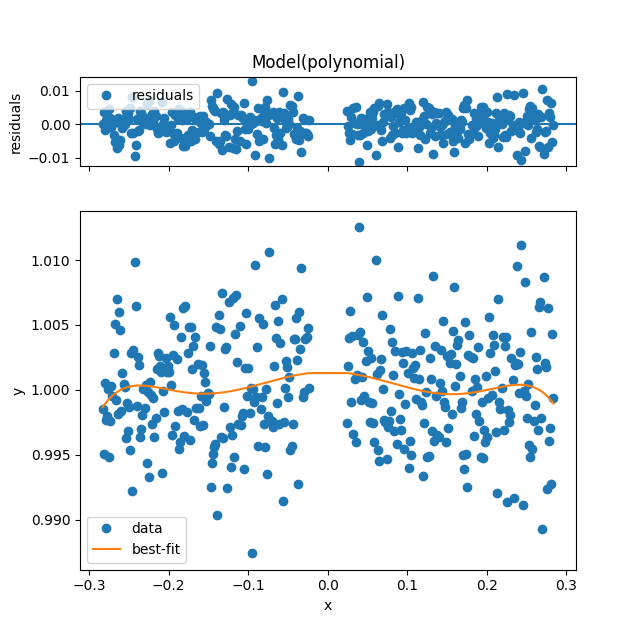 Model(polynomial)
residuals
0.01
0.00
−0.01
residuals
1.010
1.005
1.000
0.995
0.990
y
data
best-fit
−0.3
−0.2
−0.1
0.0
0.1
0.2
0.3
x